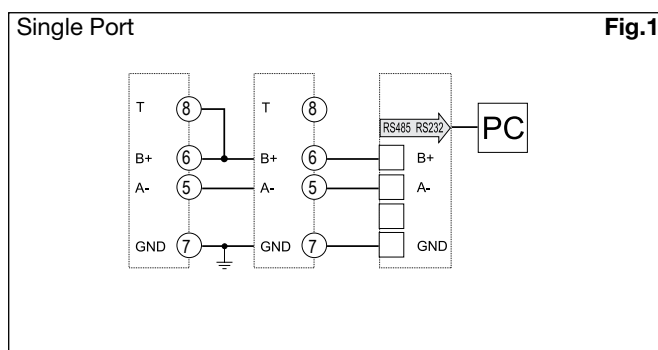 Single Port Fig.1
T 8 T 8
RS485 RS232 PC
B+ 6 B+ 6 B+
A- 5 A- 5 A-
GND 7 GND 7 GND